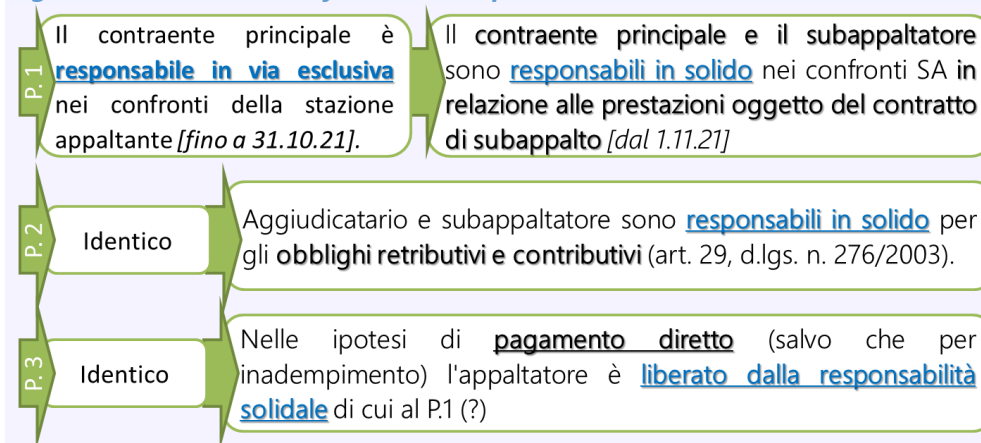 P. 1
Il contraente principale è
responsabile in via esclusiva
nei confronti della stazione
appaltante [fino a 31.10.21].
Il contraente principale e il subappaltatore
sono responsabili in solido nei confronti SA in
relazione alle prestazioni oggetto del contratto
di subappalto [dal 1.11.21]
P. 2
Identico
Aggiudicatario e subappaltatore sono responsabili in solido per
gli obblighi retributivi e contributivi (art. 29, d.lgs. n. 276/2003).
P. 3
Identico
Nelle ipotesi di pagamento diretto (salvo che per
inadempimento) l'appaltatore è liberato dalla responsabilità
solidale di cui al P.1 (?)